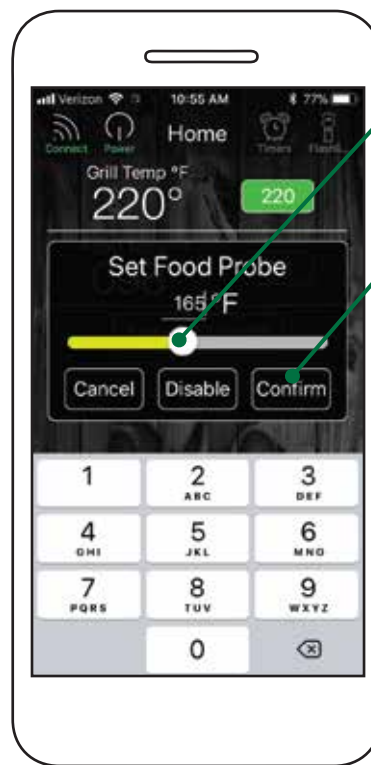 Verizon 10:55 AM 77%
Connect Power Home Timers
Grill Temp °F
220° 220
Set Food Probe
165 °F
Cancel Disable Confirm
1 2 3
ABC DEF
4 5 6
GHI JKL MNO
7 8 9
PQRS TUV WXYZ
0